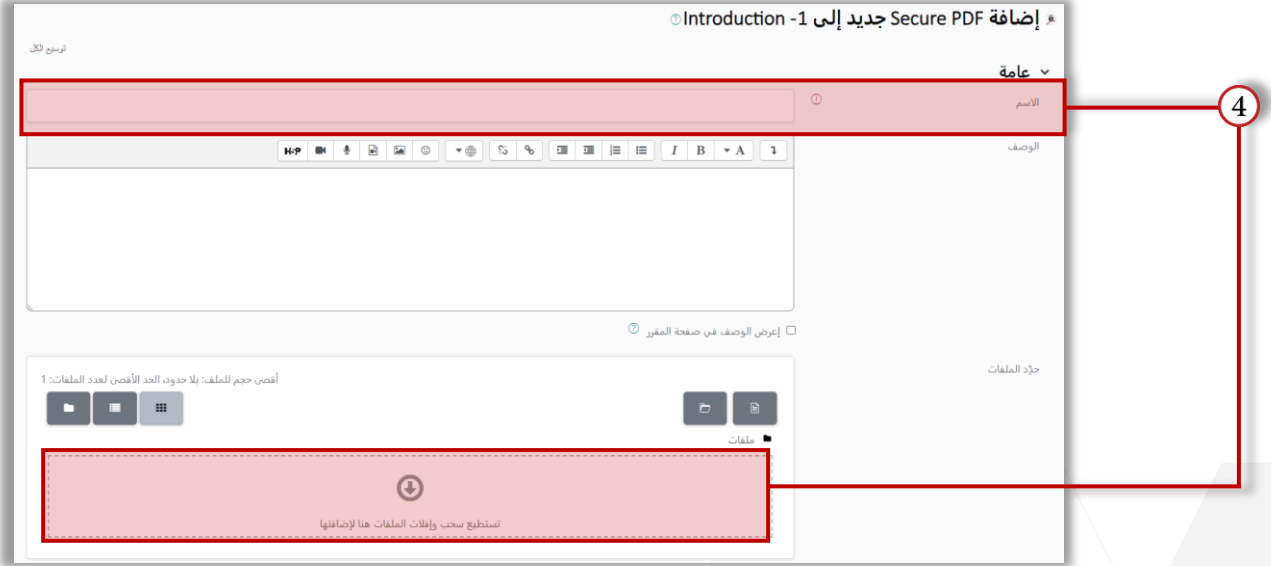 إضافة Secure PDF جديد إلى Introduction -1
توسيع الكل
عامة
الاسم
4
الوصف
A B I H5P
إعرض الوصف في صفحة المقرر
حدّد الملفات
أقصى حجم للملف: بلا حدود، الحد الأقصى لعدد الملفات: 1
ملفات
تستطيع سحب وإفلات الملفات هنا لإضافتها